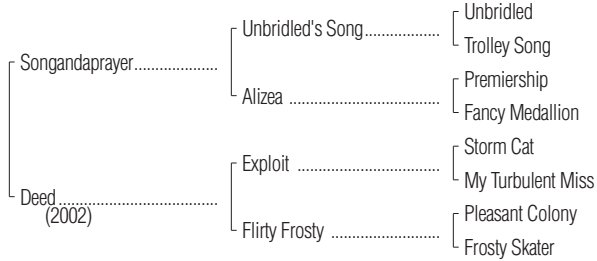 Unbridled
Unbridled's Song.................
Trolley Song
Songandaprayer....................
Premiership
Alizea ....................................
Fancy Medallion
Storm Cat
Exploit ..................................
My Turbulent Miss
Deed......................................
(2002)
Pleasant Colony
Flirty Frosty ..........................
Frosty Skater